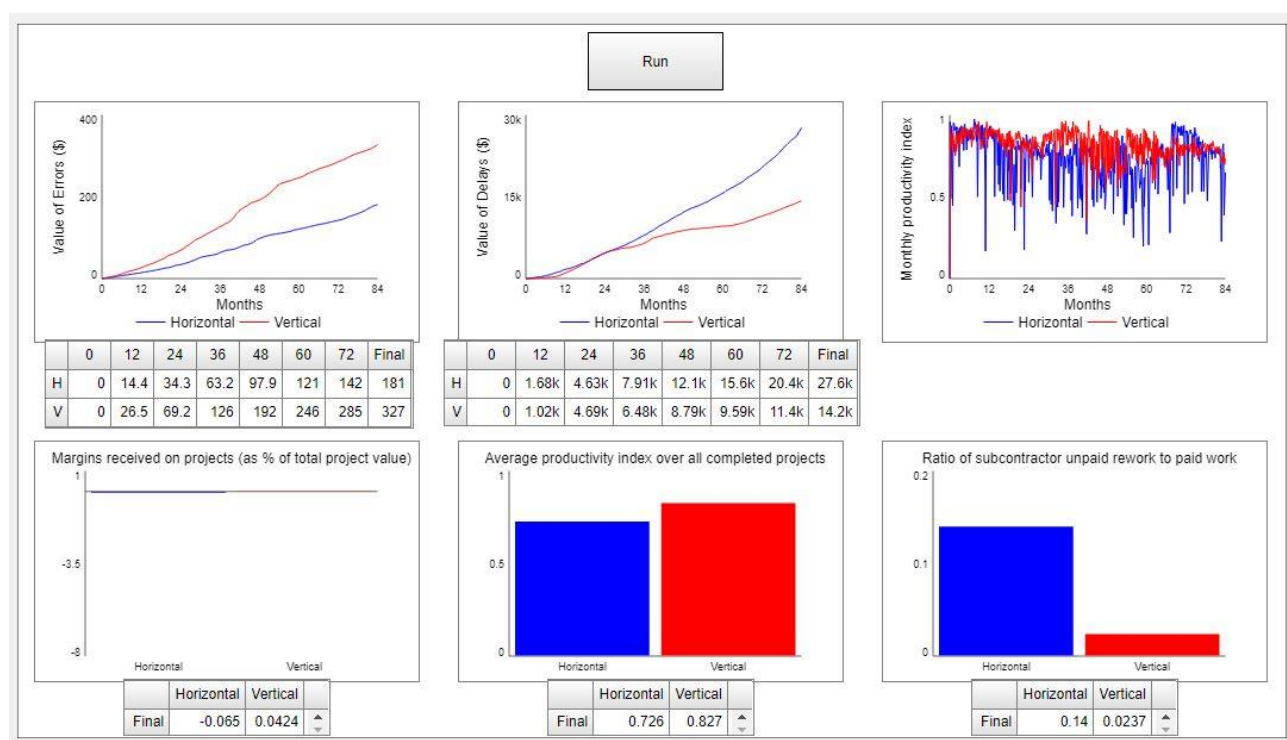 Run
Value of Errors ($)
400
200
0
0 12 24 36 48 60 72 84
Months
Horizontal Vertical
Value of Delays ($)
30k
15k
0
0 12 24 36 48 60 72 84
Months
Horizontal Vertical
Monthly productivity index
1
0.5
0
0 12 24 36 48 60 72 84
Months
Horizontal Vertical
0 12 24 36 48 60 72 Final
H 0 14.4 34.3 63.2 97.9 121 142 181
V 0 26.5 69.2 126 192 246 285 327
0 12 24 36 48 60 72 Final
H 0 1.68k 4.63k 7.91k 12.1k 15.6k 20.4k 27.6k
V 0 1.02k 4.69k 6.48k 8.79k 9.59k 11.4k 14.2k
Margins received on projects (as % of total project value)
1
-3.5
-8
Horizontal Vertical
Horizontal Vertical
Final -0.065 0.0424
Average productivity index over all completed projects
1
0.5
0
Horizontal Vertical
Horizontal Vertical
Final 0.726 0.827
Ratio of subcontractor unpaid rework to paid work
0.2
0.1
0
Horizontal Vertical
Horizontal Vertical
Final 0.14 0.0237